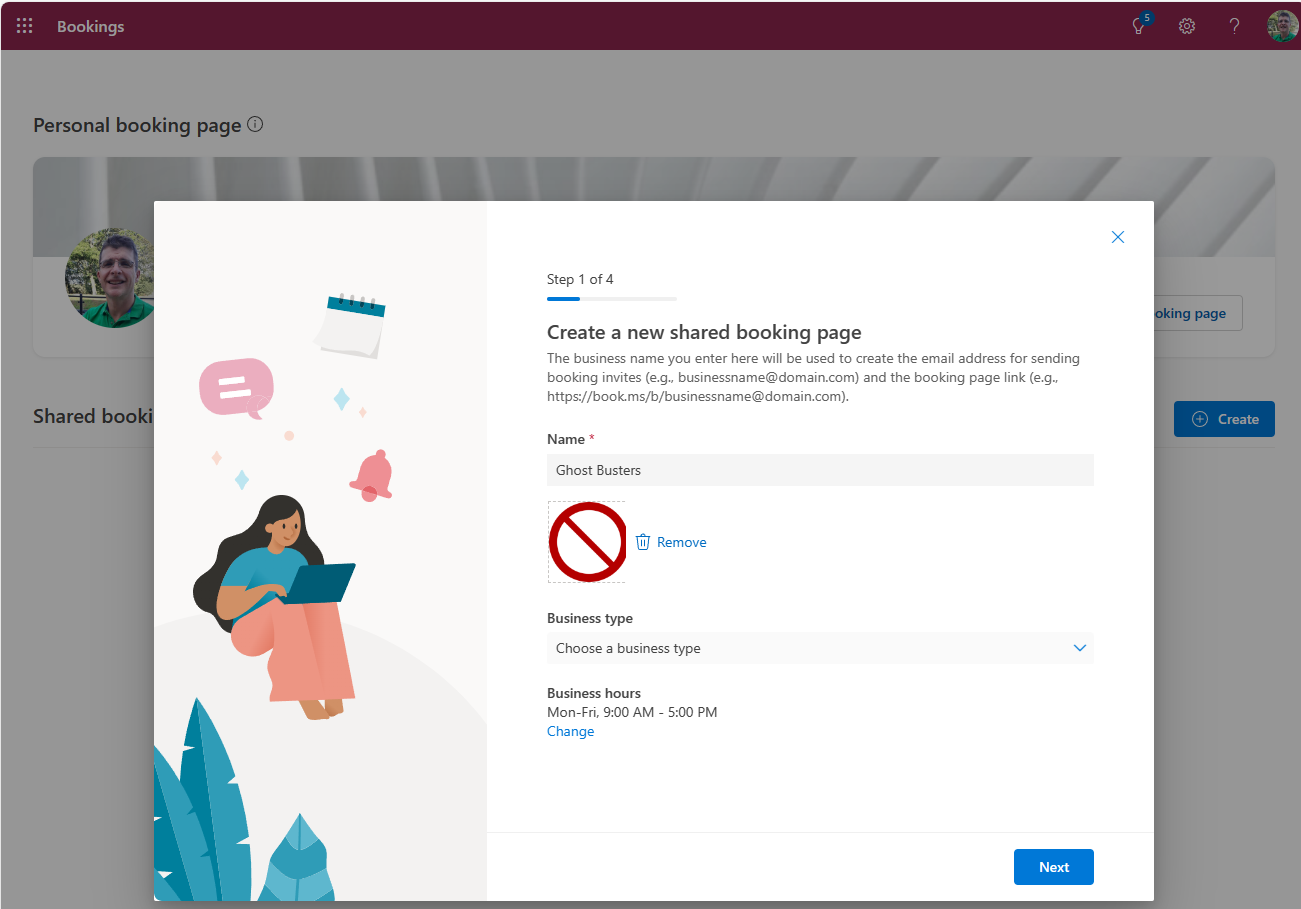 Bookings
5
Personal booking page
oking page
Shared booki
Create
Step 1 of 4
Create a new shared booking page
The business name you enter here will be used to create the email address for sending
booking invites (e.g., businessname@domain.com) and the booking page link (e.g.,
https://book.ms/b/businessname@domain.com).
Name *
Ghost Busters
Remove
Business type
Choose a business type
Business hours
Mon-Fri, 9:00 AM - 5:00 PM
Change
Next